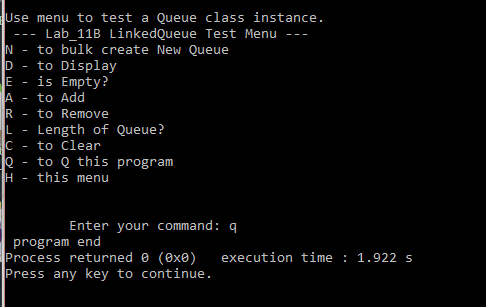 Use menu to test a Queue class instance.
--- Lab_11B LinkedQueue Test Menu ---
N - to bulk create New Queue
D - to Display
E - is Empty?
A - to Add
R - to Remove
L - Length of Queue?
C - to Clear
Q - to Q this program
H - this menu
Enter your command: q
program end
Process returned 0 (0x0)   execution time : 1.922 s
Press any key to continue.